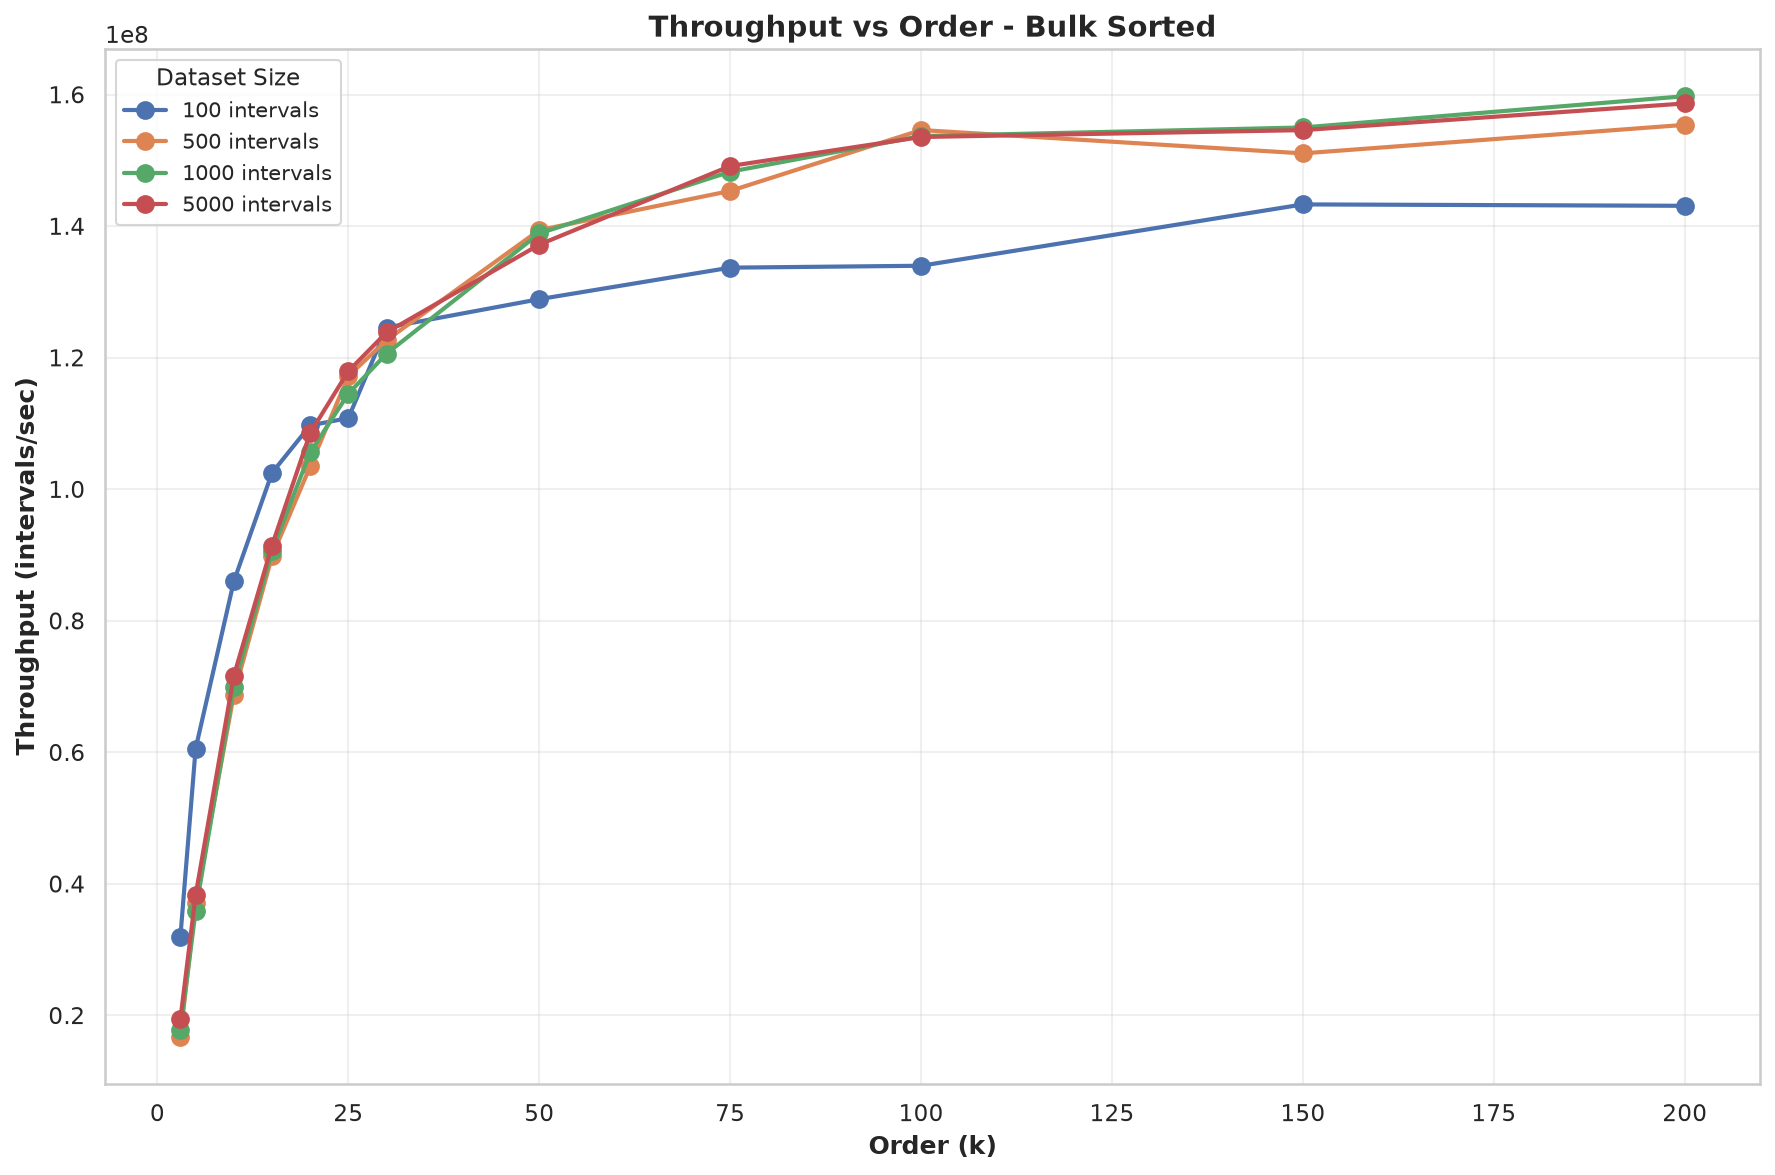 Throughput vs Order - Bulk Sorted
1e8
Dataset Size
100 intervals
500 intervals
1000 intervals
5000 intervals
1.6
1.4
1.2
1.0
0.8
0.6
0.4
0.2
Throughput (intervals/sec)
0 25 50 75 100 125 150 175 200
Order (k)